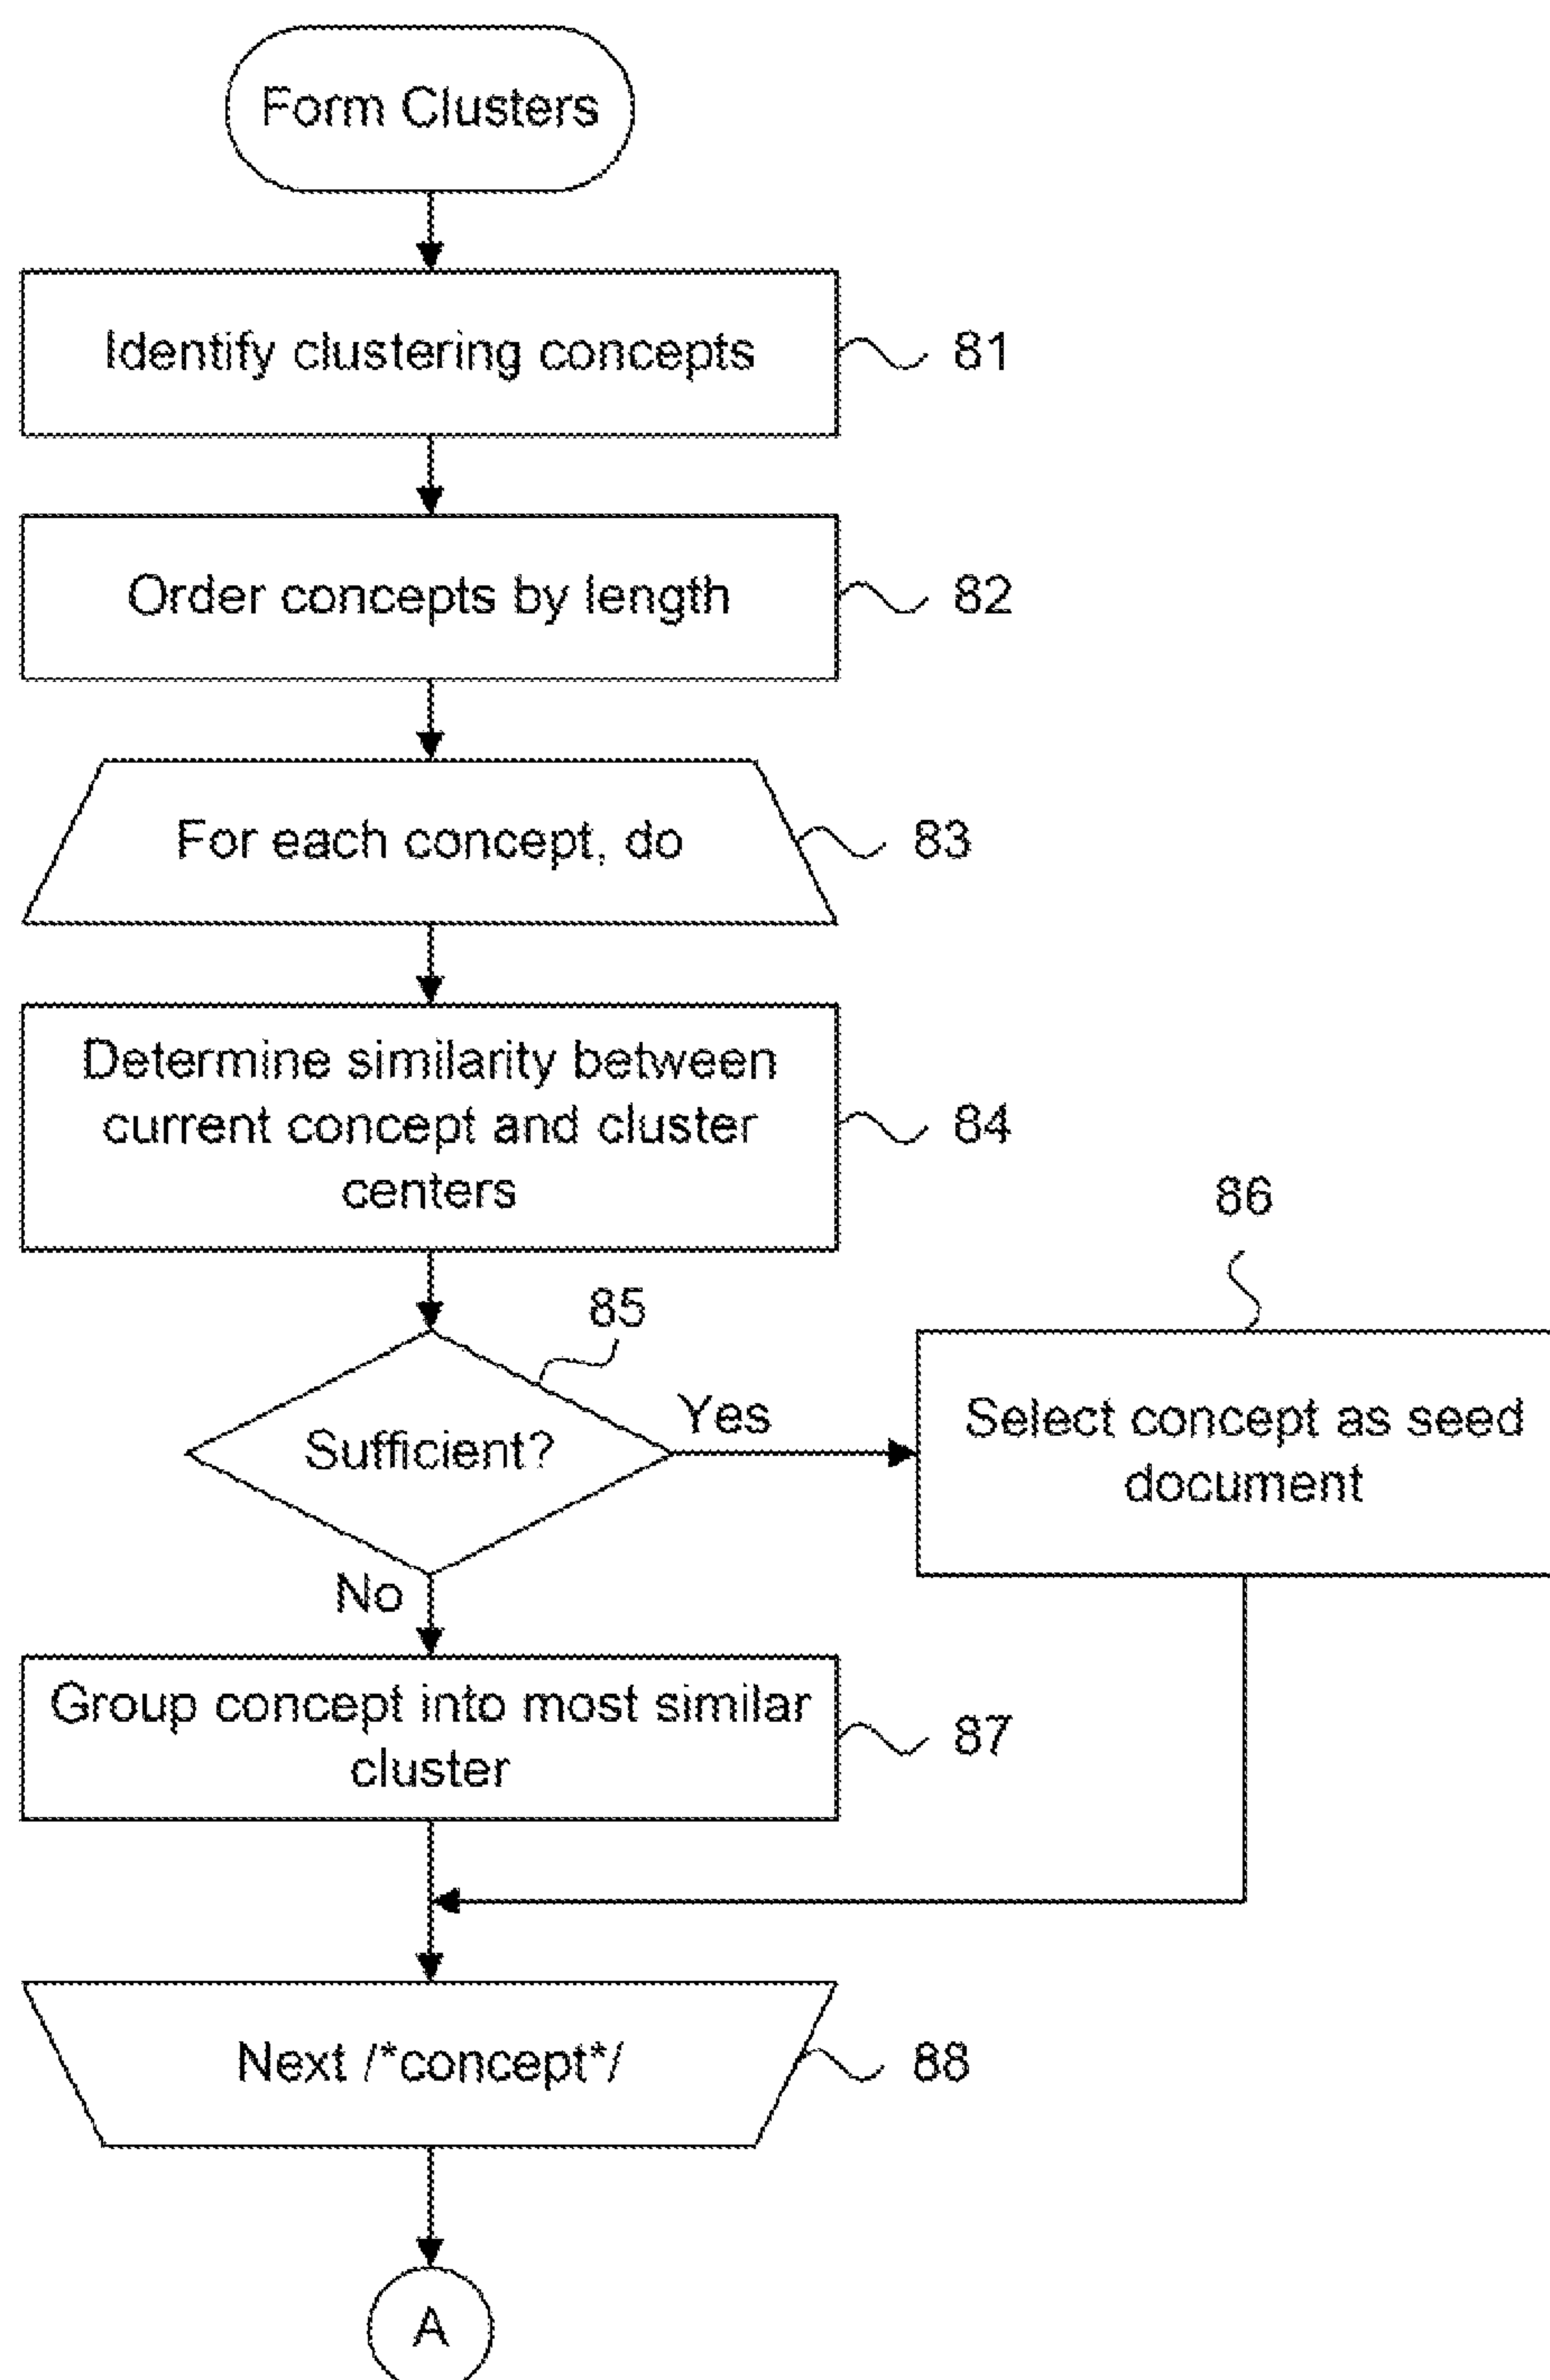 Form Clusters
Identify clustering concepts
81
Order concepts by length
82
For each concept, do
83
Determine similarity between
current concept and cluster
centers
84
85
Sufficient?
Yes
86
Select concept as seed
document
No
Group concept into most similar
cluster
87
Next /*concept*/
88
A